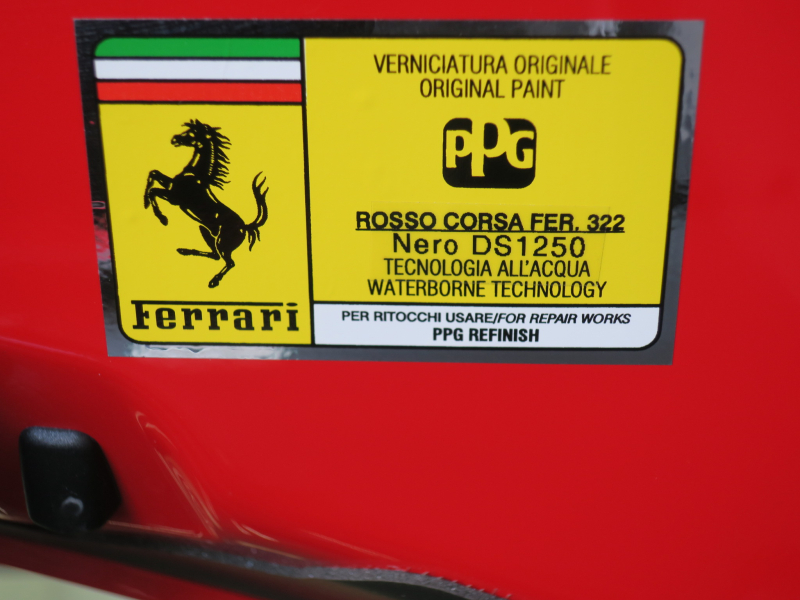 VERNICIATURA ORIGINALE
ORIGINAL PAINT
PPG
ROSSO CORSA FER. 322
Nero DS1250
TECNOLOGIA ALL'ACQUA
WATERBORNE TECHNOLOGY
Ferrari
PER RITOCCHI USARE/FOR REPAIR WORKS
PPG REFINISH